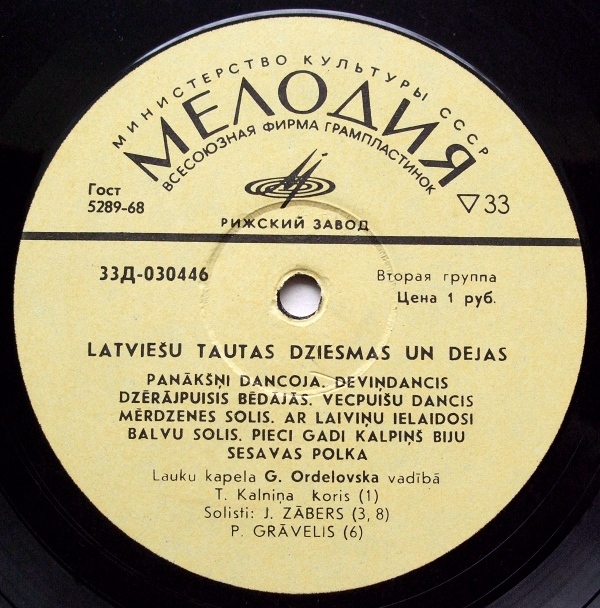 МИНИСТЕРСТВО КУЛЬТУРЫ СССР
МЕЛОДИЯ
ВСЕСОЮЗНАЯ ФИРМА ГРАМПЛАСТИНОК
Гост
5289-68
▽33
РИЖСКИЙ ЗАВОД
33Д-030446
Вторая группа
Цена 1 руб.
LATVIEŠU TAUTAS DZIESMAS UN DEJAS
PANĀKŠŅI DANCOJA. DEVIŅDANCIS
DZĒRĀJPUISIS BĒDĀJĀS. VECPUIŠU DANCIS
MĒRDZENES SOLIS. AR LAIVIŅU IELAIDOSI
BALVU SOLIS. PIECI GADI KALPIŅŠ BIJU
SESAVAS POLKA
Lauku kapela G. Ordelovska vadībā
T. Kalniņa koris (1)
Solisti: J. ZĀBERS (3, 8)
P. GRĀVELIS (6)